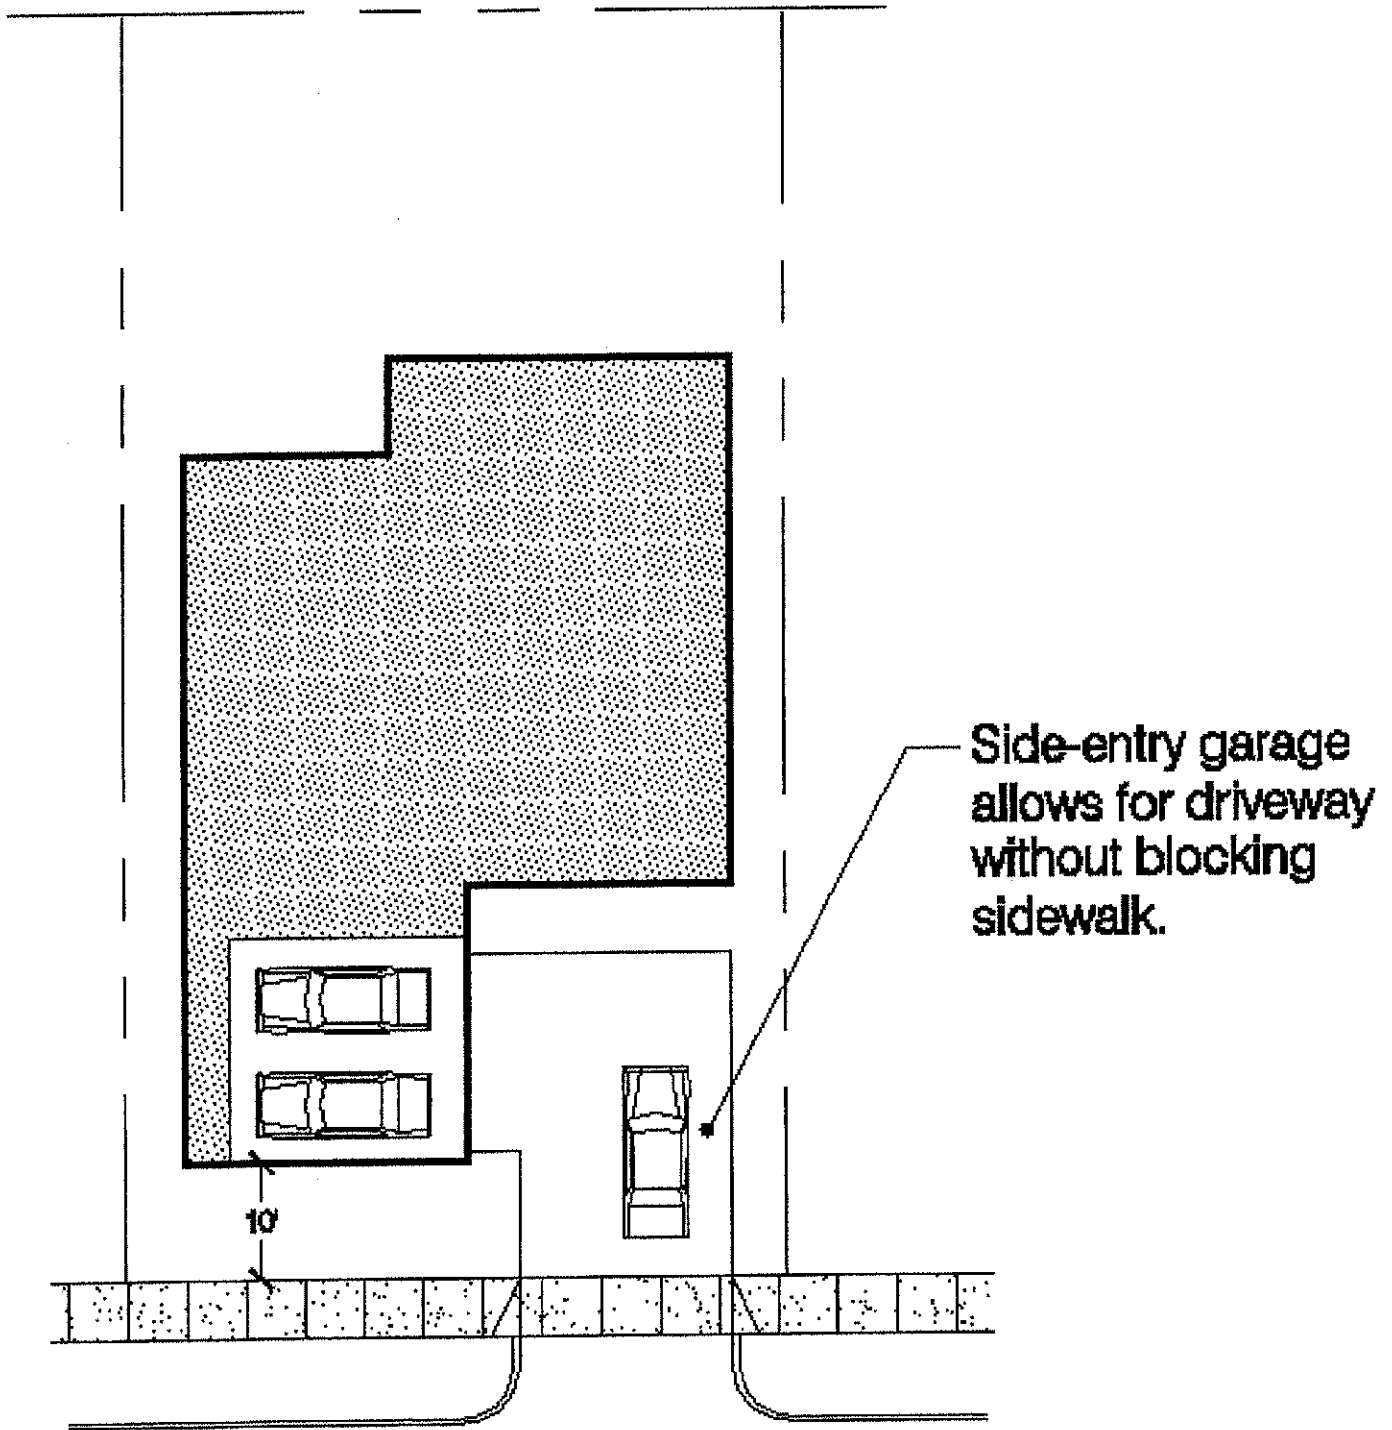 Side-entry garage
allows for driveway
without blocking
sidewalk.
10'